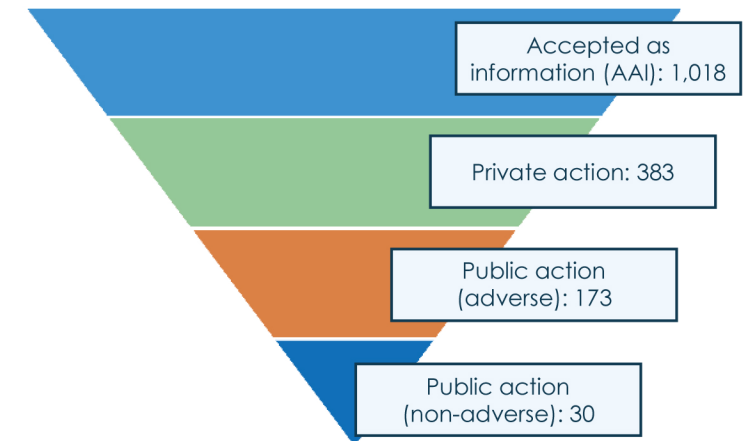 Accepted as
information (AAI): 1,018
Private action: 383
Public action
(adverse): 173
Public action
(non-adverse): 30